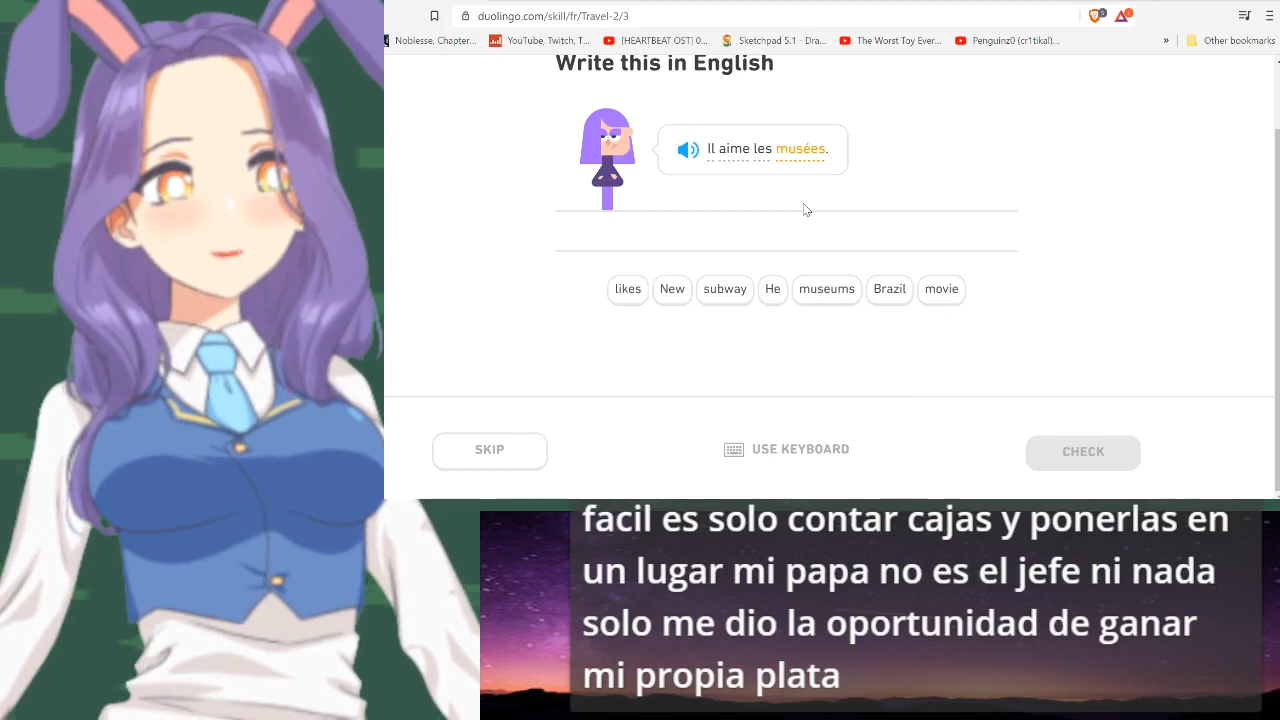 duolingo.com/skill/fr/Travel-2/3
Noblesse, Chapter... YouTube, Twitch, T... [HEARTBEAT OST] 0... Sketchpad 5.1 - Dra... The Worst Toy Ever... Penguinz0 (cr1tikal)... » Other bookmarks
Write this in English
Il aime les musées.
likes New subway He museums Brazil movie
SKIP USE KEYBOARD CHECK
facil es solo contar cajas y ponerlas en
un lugar mi papa no es el jefe ni nada
solo me dio la oportunidad de ganar
mi propia plata